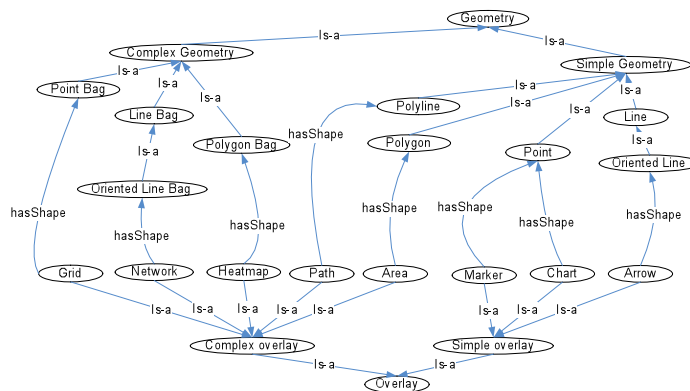 Geometry
Is-a
Is-a
Complex Geometry
Simple Geometry
Is-a
Is-a
Is-a
Is-a
Is-a
Is-a
Is-a
Point Bag
Polyline
Line Bag
Line
hasShape
Is-a
Polygon Bag
Polygon
Point
Is-a
Is-a
Oriented Line
Oriented Line Bag
hasShape
hasShape
hasShape
hasShape
hasShape
hasShape
hasShape
Grid
Network
Heatmap
Path
Area
Marker
Chart
Arrow
Is-a
Is-a
Is-a
Is-a
Is-a
Is-a
Is-a
Is-a
Complex overlay
Simple overlay
Is-a
Is-a
Overlay